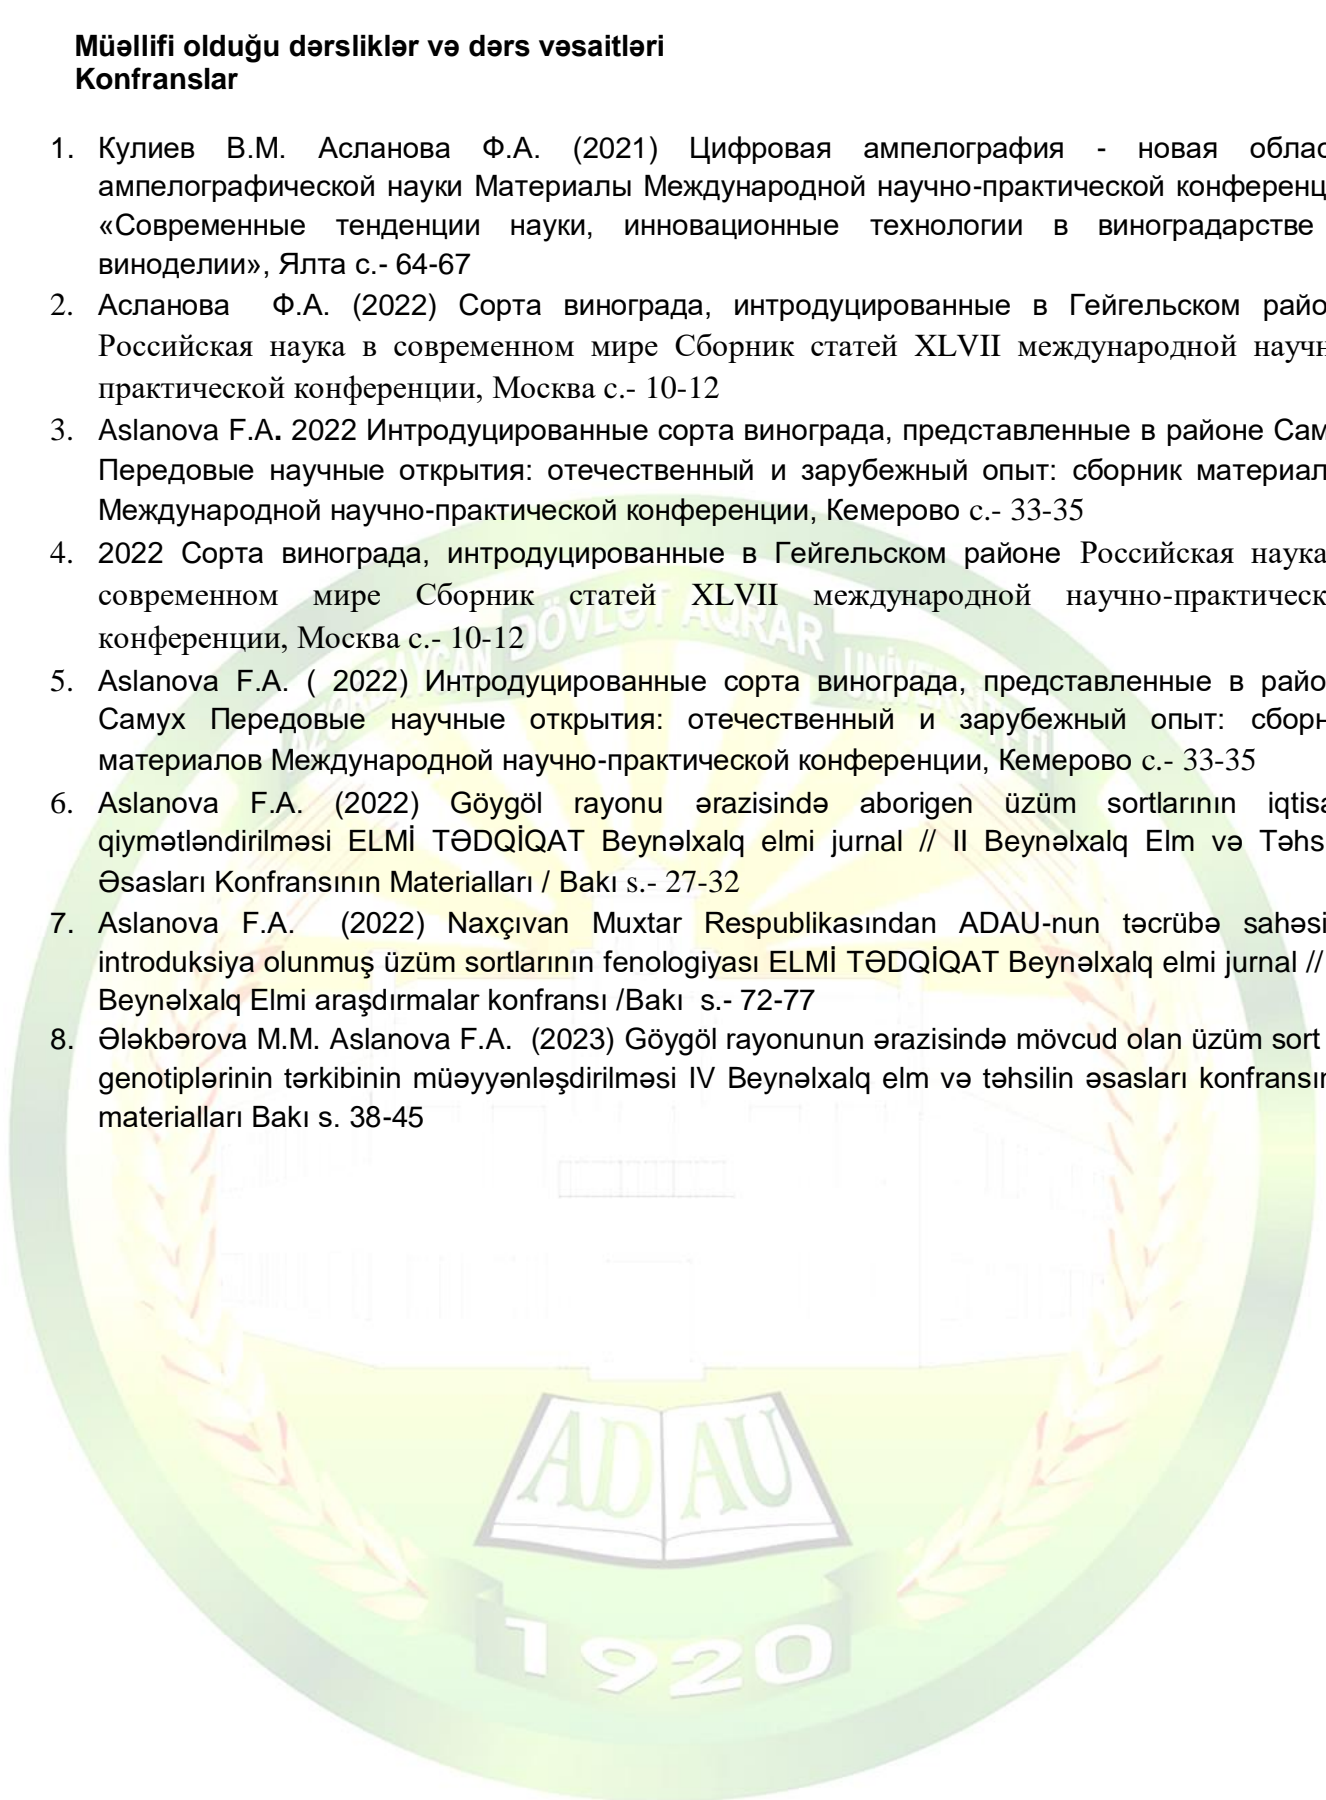 Müəllifi olduğu dərsliklər və dərs vəsaitləri
Konfranslar
1. Кулиев В.М. Асланова Ф.А. (2021) Цифровая ампелография - новая облас
ампелографической науки Материалы Международной научно-практической конференц
«Современные тенденции науки, инновационные технологии в виноградарстве
виноделии», Ялта с.- 64-67
2. Асланова Ф.А. (2022) Сорта винограда, интродуцированные в Гейгельском райо
Российская наука в современном мире Сборник статей XLVII международной научн
практической конференции, Москва с.- 10-12
3. Aslanova F.A. 2022 Интродуцированные сорта винограда, представленные в районе Сам
Передовые научные открытия: отечественный и зарубежный опыт: сборник материал
Международной научно-практической конференции, Кемерово с.- 33-35
4. 2022 Сорта винограда, интродуцированные в Гейгельском районе Российская наука
современном мире Сборник статей XLVII международной научно-практическ
конференции, Москва с.- 10-12
5. Aslanova F.A. ( 2022) Интродуцированные сорта винограда, представленные в райо
Самух Передовые научные открытия: отечественный и зарубежный опыт: сборн
материалов Международной научно-практической конференции, Кемерово с.- 33-35
6. Aslanova F.A. (2022) Göygöl rayonu ərazisində aborigen üzüm sortlarının iqtisa
qiymətləndirilməsi ELMİ TƏDQİQAT Beynəlxalq elmi jurnal // II Beynəlxalq Elm və Təhs
Əsasları Konfransının Materialları / Bakı s.- 27-32
7. Aslanova F.A. (2022) Naxçıvan Muxtar Respublikasından ADAU-nun təcrübə sahəsi
introduksiya olunmuş üzüm sortlarının fenologiyası ELMİ TƏDQİQAT Beynəlxalq elmi jurnal //
Beynəlxalq Elmi araşdırmalar konfransı /Bakı s.- 72-77
8. Ələkbərova M.M. Aslanova F.A. (2023) Göygöl rayonunun ərazisində mövcud olan üzüm sort
genotiplərinin tərkibinin müəyyənləşdirilməsi IV Beynəlxalq elm və təhsilin əsasları konfransın
materialları Bakı s. 38-45
AZƏRBAYCAN DÖVLƏT AQRAR UNİVERSİTETİ
ADAU
1920